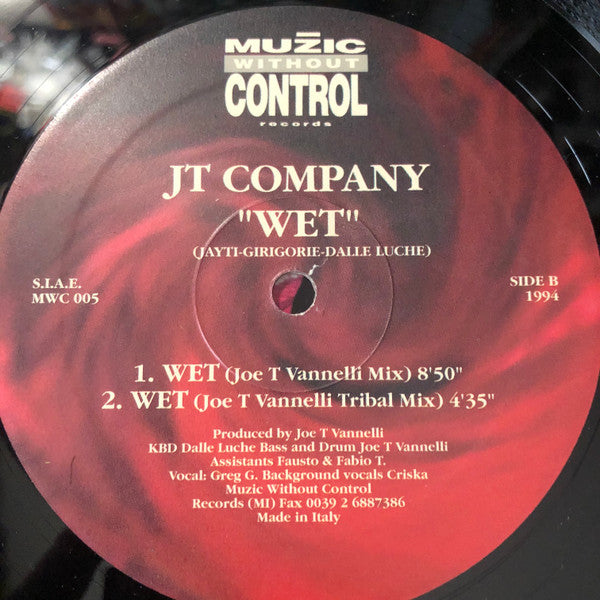 MUZIC
WITHOUT
CONTROL
records
JT COMPANY
"WET"
(JAYTI-GIRIGORIE-DALLE LUCHE)
S.I.A.E.
MWC 005
SIDE B
1994
1. WET (Joe T Vannelli Mix) 8'50"
2. WET (Joe T Vannelli Tribal Mix) 4'35"
Produced by Joe T Vannelli
KBD Dalle Luche Bass and Drum Joe T Vannelli
Assistants Fausto & Fabio T.
Vocal: Greg G. Background vocals Criska
Muzic Without Control
Records (MI) Fax 0039 2 6887386
Made in Italy